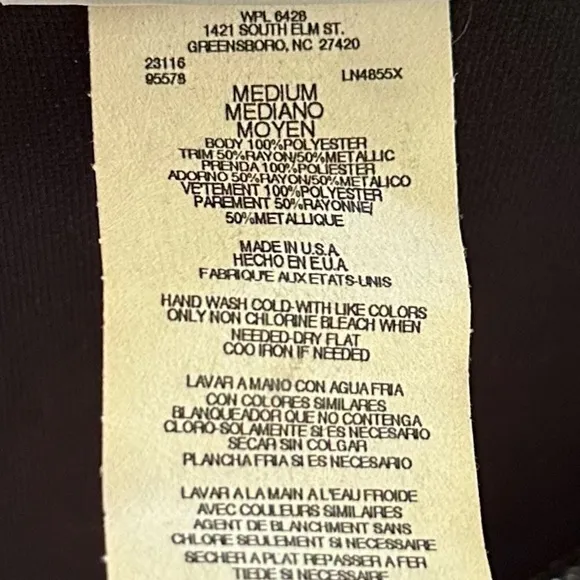 WPL 6428
1421 SOUTH ELM ST.
GREENSBORO, NC 27420
23116
95578
LN4855X
MEDIUM
MEDIANO
MOYEN
BODY 100%POLYESTER
TRIM 50%RAYON/50%METALLIC
PRENDA 100%POLIESTER
ADORNO 50%RAYON/50%METALICO
VETEMENT 100%POLYESTER
PAREMENT 50%RAYONNE/
50%METALLIQUE
MADE IN U.S.A
HECHO EN E.U.A
FABRIQUE AUX ETATS-UNIS
HAND WASH COLD-WITH LIKE COLORS
ONLY NON CHLORINE BLEACH WHEN
NEEDED-DRY FLAT
COO IRON IF NEEDED
LAVAR A MANO CON AGUA FRIA
CON COLORES SIMILARES
BLANQUEADOR QUE NO CONTENGA
CLORO-SOLAMENTE SI ES NECESARIO
SECAR SIN COLGAR
PLANCHA FRIA SI ES NECESARIO
LAVAR A LA MAIN A L'EAU FROIDE
AVEC COULEURS SIMILAIRES
AGENT DE BLANCHMENT SANS
CHLORE SEULEMENT SI NECESSAIRE
SECHER A PLAT REPASSER A FER
TIEDE SI NECESSAIRE